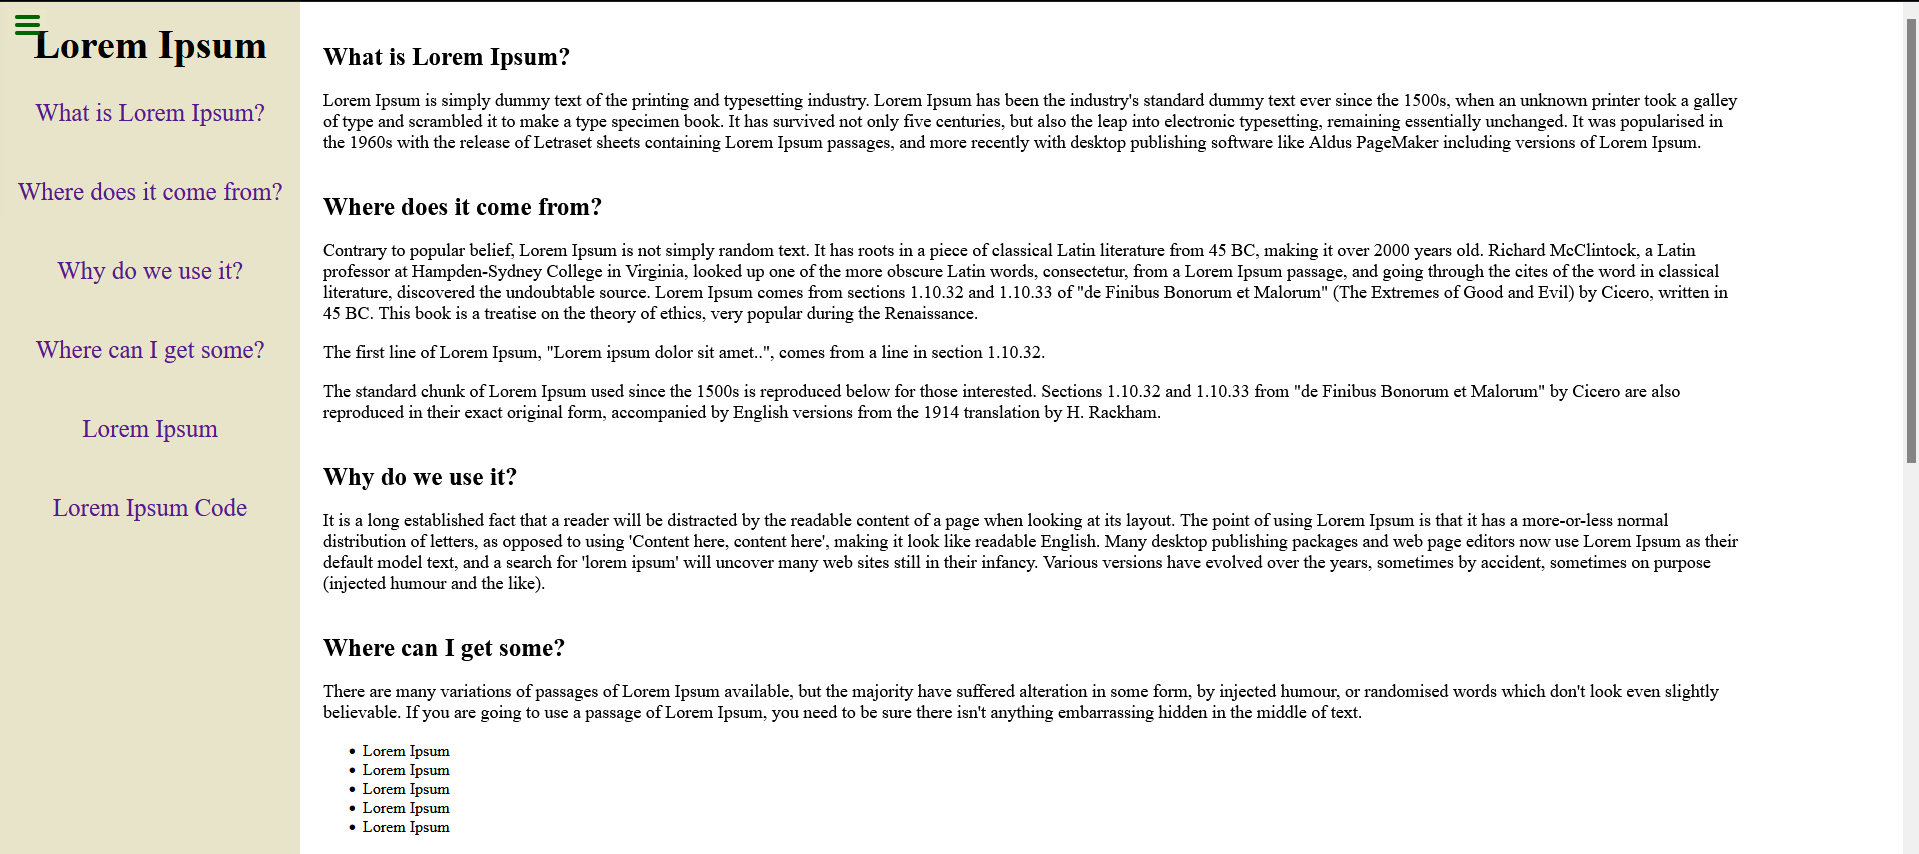 Lorem Ipsum
What is Lorem Ipsum?
Where does it come from?
Why do we use it?
Where can I get some?
Lorem Ipsum
Lorem Ipsum Code
What is Lorem Ipsum?
Lorem Ipsum is simply dummy text of the printing and typesetting industry. Lorem Ipsum has been the industry's standard dummy text ever since the 1500s, when an unknown printer took a galley
of type and scrambled it to make a type specimen book. It has survived not only five centuries, but also the leap into electronic typesetting, remaining essentially unchanged. It was popularised in
the 1960s with the release of Letraset sheets containing Lorem Ipsum passages, and more recently with desktop publishing software like Aldus PageMaker including versions of Lorem Ipsum.
Where does it come from?
Contrary to popular belief, Lorem Ipsum is not simply random text. It has roots in a piece of classical Latin literature from 45 BC, making it over 2000 years old. Richard McClintock, a Latin
professor at Hampden-Sydney College in Virginia, looked up one of the more obscure Latin words, consectetur, from a Lorem Ipsum passage, and going through the cites of the word in classical
literature, discovered the undoubtable source. Lorem Ipsum comes from sections 1.10.32 and 1.10.33 of "de Finibus Bonorum et Malorum" (The Extremes of Good and Evil) by Cicero, written in
45 BC. This book is a treatise on the theory of ethics, very popular during the Renaissance.
The first line of Lorem Ipsum, "Lorem ipsum dolor sit amet..", comes from a line in section 1.10.32.
The standard chunk of Lorem Ipsum used since the 1500s is reproduced below for those interested. Sections 1.10.32 and 1.10.33 from "de Finibus Bonorum et Malorum" by Cicero are also
reproduced in their exact original form, accompanied by English versions from the 1914 translation by H. Rackham.
Why do we use it?
It is a long established fact that a reader will be distracted by the readable content of a page when looking at its layout. The point of using Lorem Ipsum is that it has a more-or-less normal
distribution of letters, as opposed to using 'Content here, content here', making it look like readable English. Many desktop publishing packages and web page editors now use Lorem Ipsum as their
default model text, and a search for 'lorem ipsum' will uncover many web sites still in their infancy. Various versions have evolved over the years, sometimes by accident, sometimes on purpose
(injected humour and the like).
Where can I get some?
There are many variations of passages of Lorem Ipsum available, but the majority have suffered alteration in some form, by injected humour, or randomised words which don't look even slightly
believable. If you are going to use a passage of Lorem Ipsum, you need to be sure there isn't anything embarrassing hidden in the middle of text.
• Lorem Ipsum
• Lorem Ipsum
• Lorem Ipsum
• Lorem Ipsum
• Lorem Ipsum